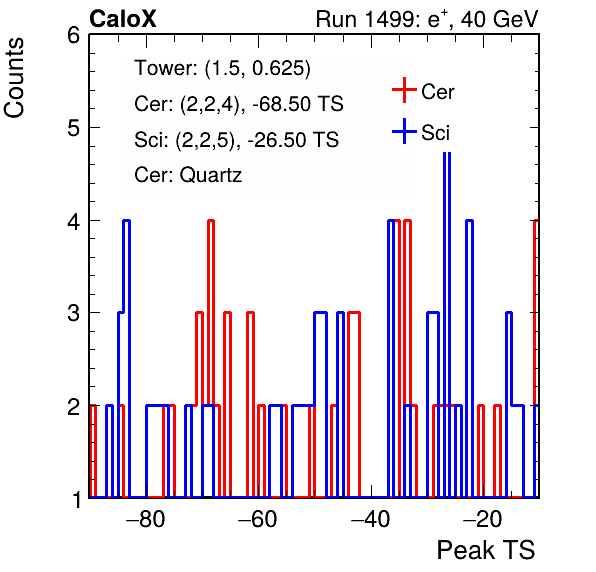 CaloX Run 1499: e⁺, 40 GeV
Counts
6
5
4
3
2
1
Tower: (1.5, 0.625)
Cer: (2,2,4), -68.50 TS
Sci: (2,2,5), -26.50 TS
Cer: Quartz
Cer
Sci
−80 −60 −40 −20
Peak TS